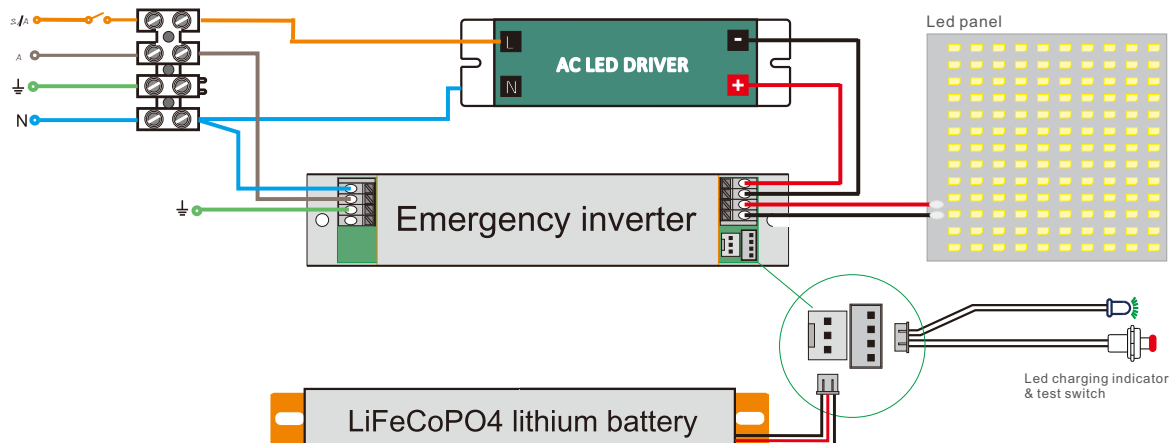 S/A
A
N
L
N
AC LED DRIVER
-
+
Led panel
Emergency inverter
LiFeCoPO4 lithium battery
Led charging indicator
& test switch